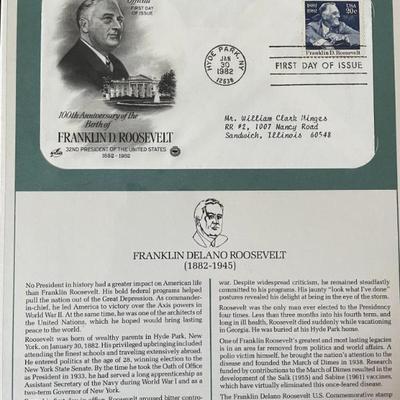 Official
FIRST DAY
OF ISSUE
100th Anniversary of the
Birth of
FRANKLIN D. ROOSEVELT
32ND PRESIDENT OF THE UNITED STATES
1882 - 1982
HYDE PARK, NY
JAN
30
1982
12538
1882
1982
USA
20c
Franklin D. Roosevelt
FIRST DAY OF ISSUE
Mr. William Clark Hinges
RR #2, 1007 Nancy Road
Sandwich, Illinois 60548
FRANKLIN DELANO ROOSEVELT
(1882-1945)
No President in history had a greater impact on American life
than Franklin Roosevelt. His bold federal programs helped
pull the nation out of the Great Depression. As commander-
in-chief, he led America to victory over the Axis powers in
World War II. At the same time, he was one of the architects
of the United Nations, which he hoped would bring lasting
peace to the world.
Roosevelt was born of wealthy parents in Hyde Park, New
York, on January 30, 1882. His privileged upbringing included
attending the finest schools and traveling extensively abroad.
He entered politics at the age of 28, winning election to the
New York State Senate. By the time he took the Oath of Office
as President in 1933, he had served a long apprenticeship as
Assistant Secretary of the Navy during World War I and as a
two-term Governor of New York.
Roosevelt aroused bitter contro-
war. Despite widespread criticism, he remained steadfastly
committed to his programs. His jaunty "look what I've done"
postures revealed his delight at being in the eye of the storm.
Roosevelt was the only man ever elected to the Presidency
four times. Less than three months into his fourth term, and
long in ill health, Roosevelt died suddenly while vacationing
in Georgia. He was buried at his Hyde Park home.
One of Franklin Roosevelt's greatest and most lasting legacies
is in an area far removed from politics and world affairs. A
polio victim himself, he brought the nation's attention to the
disease and founded the March of Dimes in 1938. Research
funded by contributions to the March of Dimes resulted in the
development of the Salk (1955) and Sabine (1961) vaccines,
which have virtually eliminated this once-feared disease.
The Franklin Delano Roosevelt U.S. Commemorative stamp